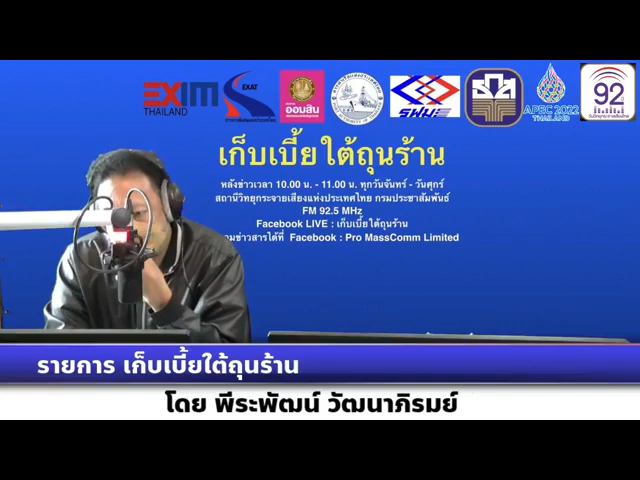 EXIM
THAILAND
EXAT
ออมสิน
รฟม
ธกส
APEC 2022
THAILAND
92
เก็บเบี้ยใต้ถุนร้าน
หลังข่าวเวลา 10.00 น. - 11.00 น. ทุกวันจันทร์ - วันศุกร์
สถานีวิทยุกระจายเสียงแห่งประเทศไทย กรมประชาสัมพันธ์
FM 92.5 MHz
Facebook LIVE : เก็บเบี้ยใต้ถุนร้าน
ข่าวสารได้ที่ Facebook : Pro MassComm Limited
รายการ เก็บเบี้ยใต้ถุนร้าน
โดย พีระพัฒน์ วัฒนาภิรมย์